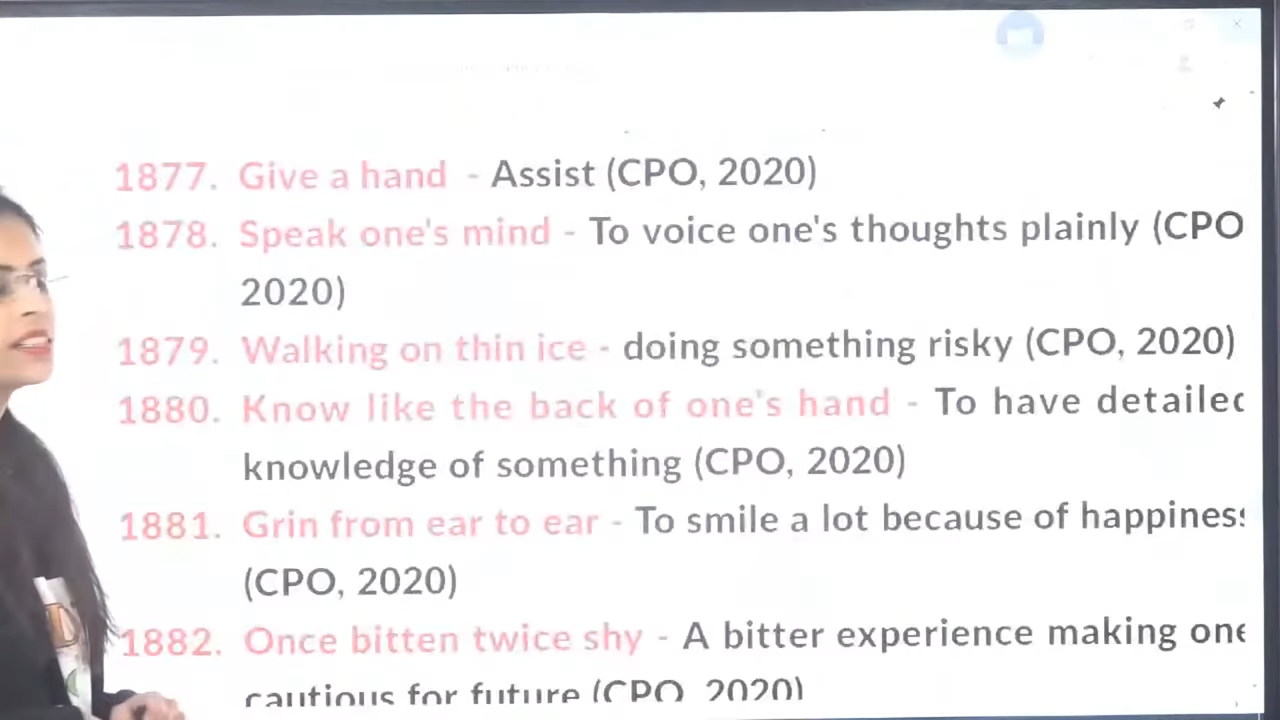 1877. Give a hand - Assist (CPO, 2020)
1878. Speak one's mind - To voice one's thoughts plainly (CPO
2020)
1879. Walking on thin ice - doing something risky (CPO, 2020)
1880. Know like the back of one's hand - To have detailed
knowledge of something (CPO, 2020)
1881. Grin from ear to ear - To smile a lot because of happiness
(CPO, 2020)
1882. Once bitten twice shy - A bitter experience making one
cautious for future (CPO, 2020)